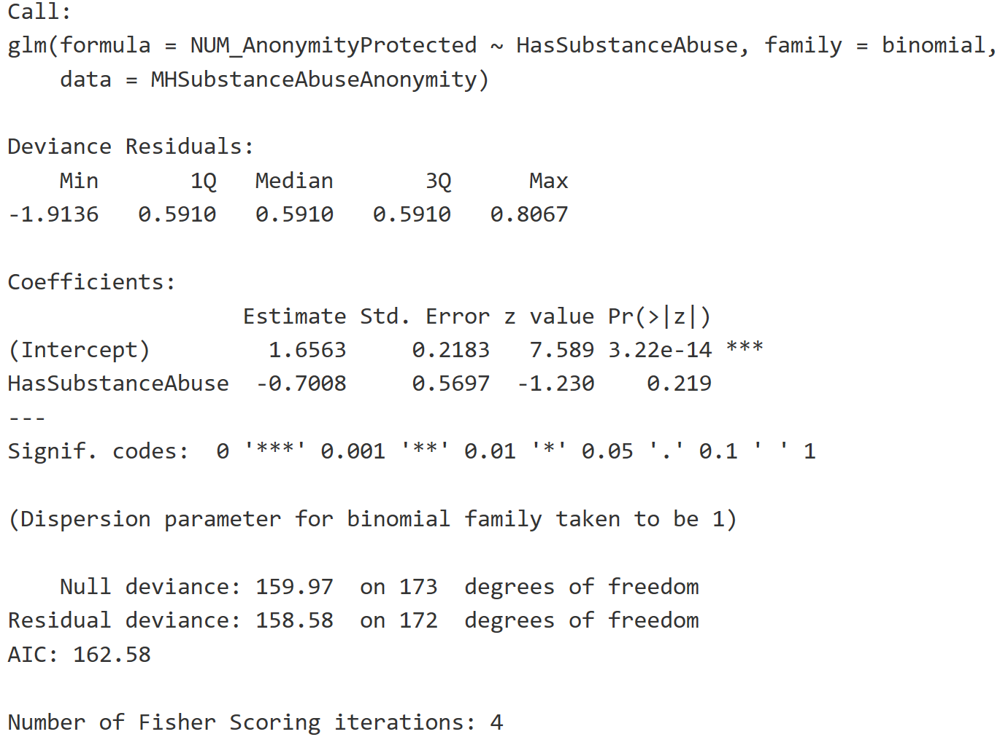 Call:
glm(formula = NUM_AnonymityProtected ~ HasSubstanceAbuse, family = binomial,
    data = MHSubstanceAbuseAnonymity)

Deviance Residuals:
    Min       1Q   Median       3Q      Max
-1.9136   0.5910   0.5910   0.5910   0.8067

Coefficients:
                  Estimate Std. Error z value Pr(>|z|)
(Intercept)         1.6563     0.2183   7.589 3.22e-14 ***
HasSubstanceAbuse  -0.7008     0.5697  -1.230    0.219
---
Signif. codes:  0 '***' 0.001 '**' 0.01 '*' 0.05 '.' 0.1 ' ' 1

(Dispersion parameter for binomial family taken to be 1)

    Null deviance: 159.97  on 173  degrees of freedom
Residual deviance: 158.58  on 172  degrees of freedom
AIC: 162.58

Number of Fisher Scoring iterations: 4